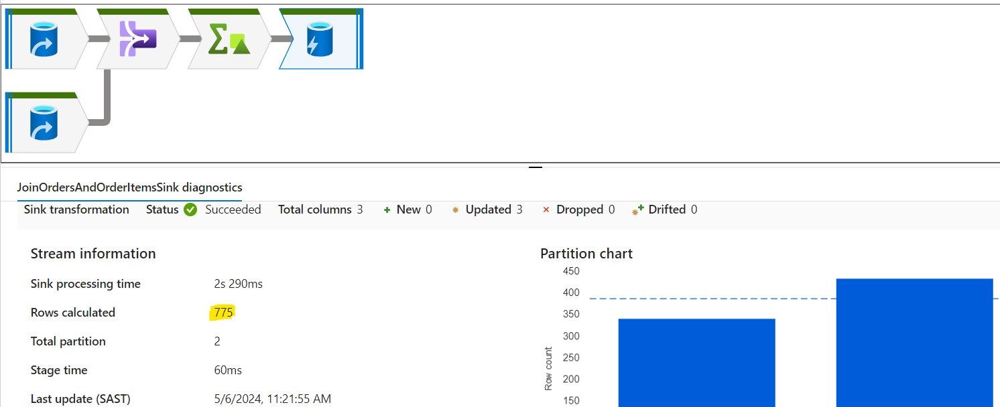 JoinOrdersAndOrderItemsSink diagnostics
Sink transformation Status Succeeded Total columns 3 New 0 Updated 3 Dropped 0 Drifted 0
Stream information
Sink processing time 2s 290ms
Rows calculated 775
Total partition 2
Stage time 60ms
Last update (SAST) 5/6/2024, 11:21:55 AM
Partition chart
450
400
350
300
250
200
150
Row count